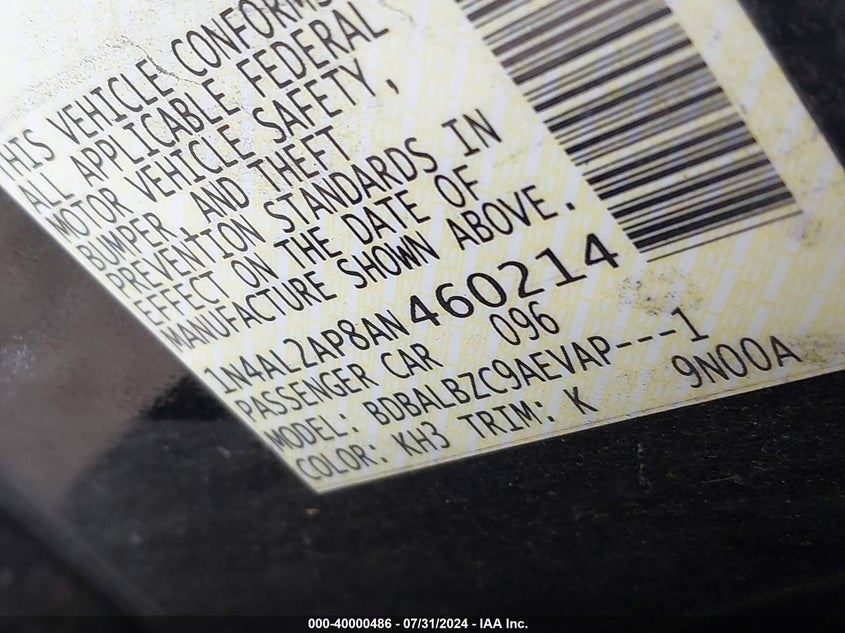 HIS VEHICLE CONFORMS
ALL APPLICABLE FEDERAL
MOTOR VEHICLE SAFETY,
BUMPER, AND THEFT
PREVENTION STANDARDS IN
EFFECT ON THE DATE OF
MANUFACTURE SHOWN ABOVE.
1N4AL2AP8AN460214
PASSENGER CAR 096
MODEL: BDBALBZC9AEVAP---1
COLOR: KH3 TRIM: K 9N00A
000-40000486 - 07/31/2024 - IAA Inc.